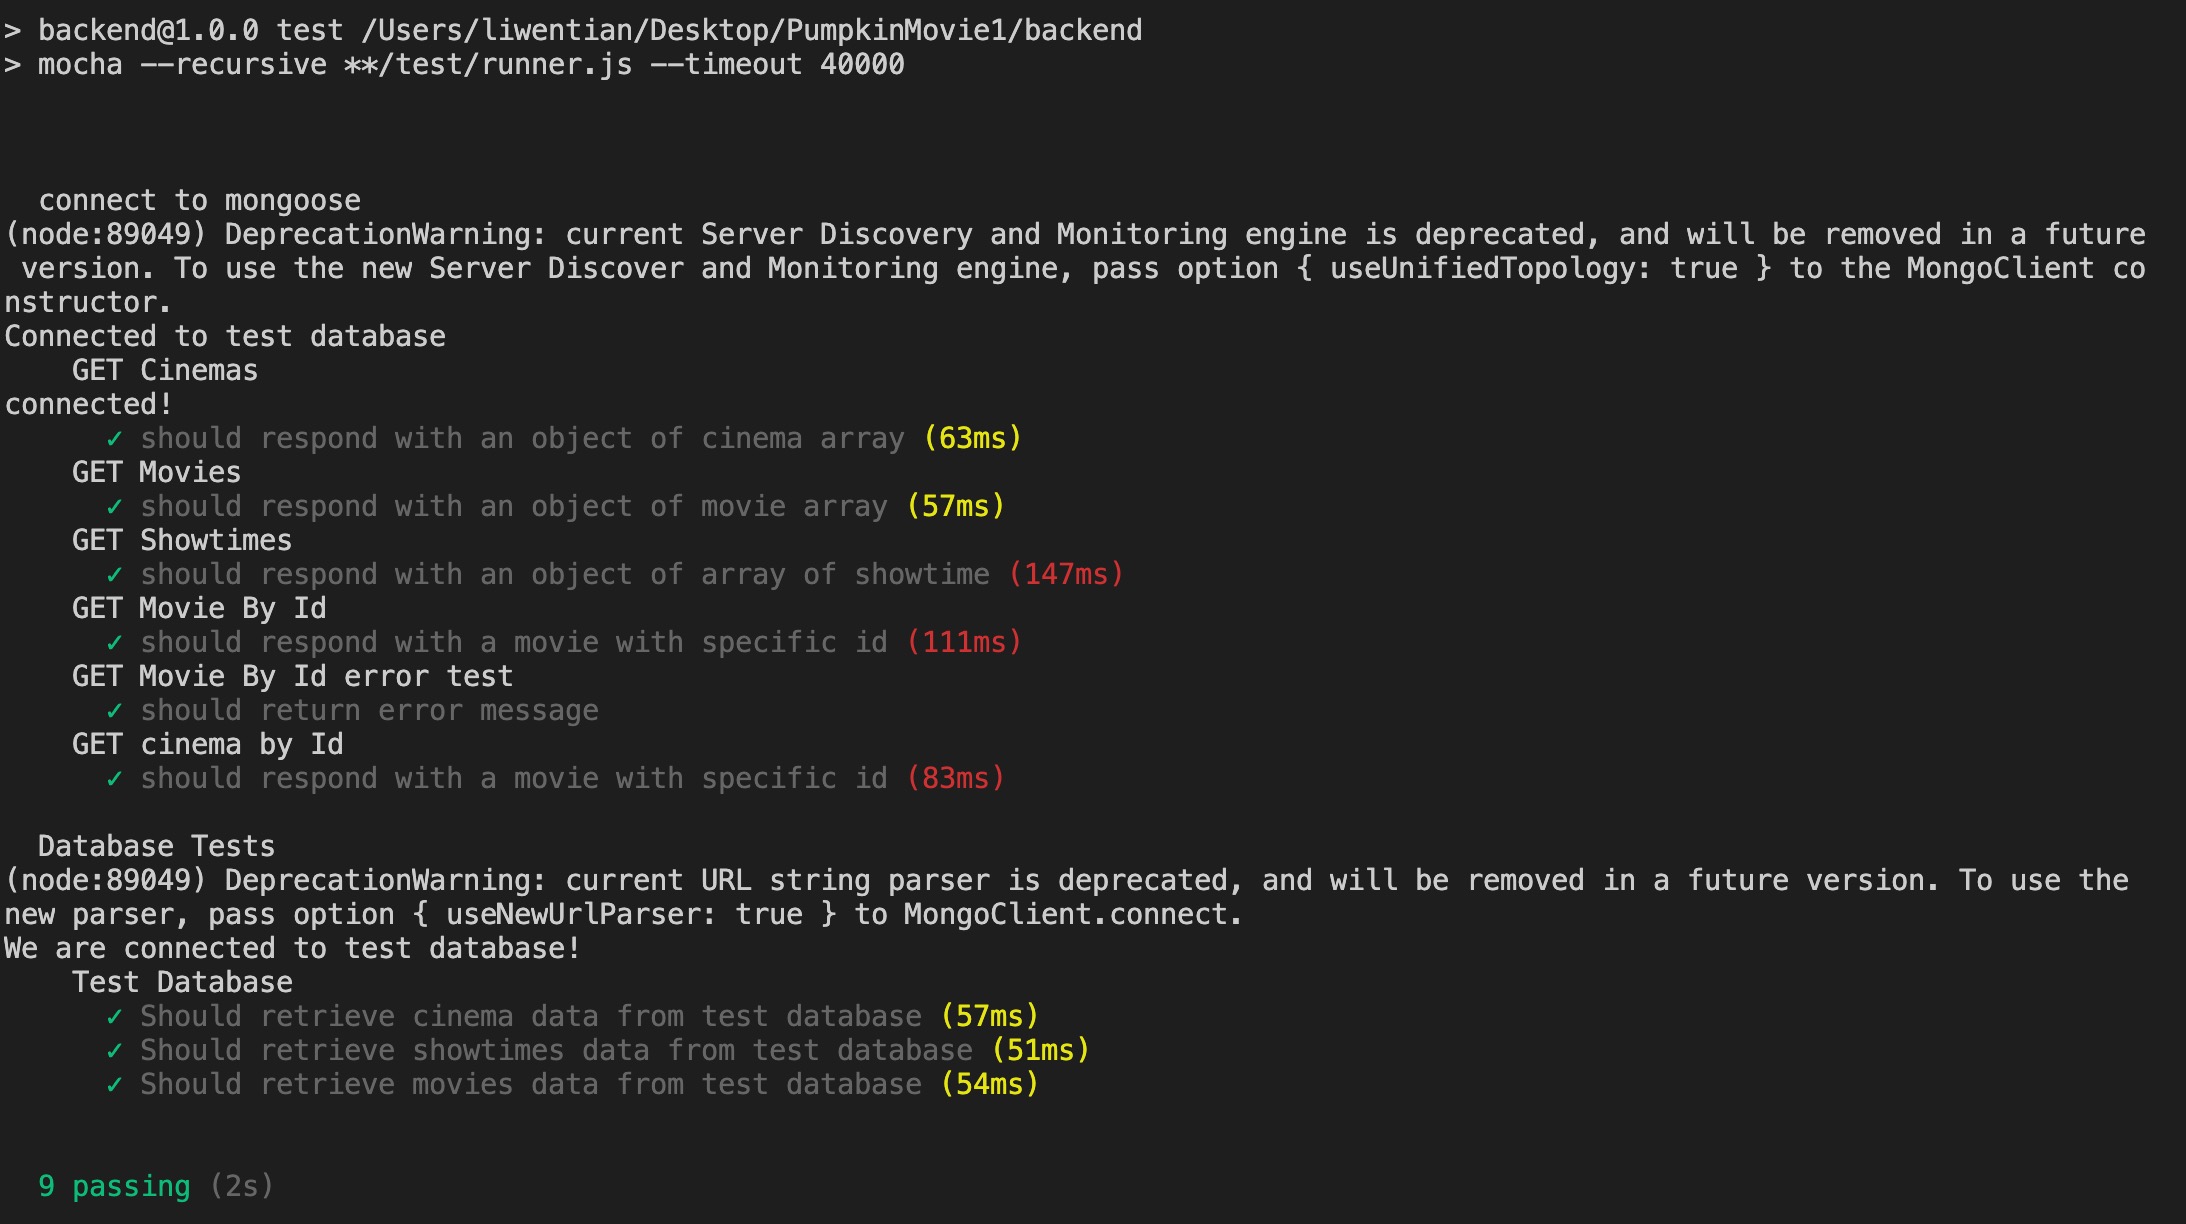 > backend@1.0.0 test /Users/liwentian/Desktop/PumpkinMovie1/backend
> mocha --recursive **/test/runner.js --timeout 40000
connect to mongoose
(node:89049) DeprecationWarning: current Server Discovery and Monitoring engine is deprecated, and will be removed in a future
version. To use the new Server Discover and Monitoring engine, pass option { useUnifiedTopology: true } to the MongoClient co
nstructor.
Connected to test database
GET Cinemas
connected!
✓ should respond with an object of cinema array (63ms)
GET Movies
✓ should respond with an object of movie array (57ms)
GET Showtimes
✓ should respond with an object of array of showtime (147ms)
GET Movie By Id
✓ should respond with a movie with specific id (111ms)
GET Movie By Id error test
✓ should return error message
GET cinema by Id
✓ should respond with a movie with specific id (83ms)
Database Tests
(node:89049) DeprecationWarning: current URL string parser is deprecated, and will be removed in a future version. To use the
new parser, pass option { useNewUrlParser: true } to MongoClient.connect.
We are connected to test database!
Test Database
✓ Should retrieve cinema data from test database (57ms)
✓ Should retrieve showtimes data from test database (51ms)
✓ Should retrieve movies data from test database (54ms)
9 passing (2s)